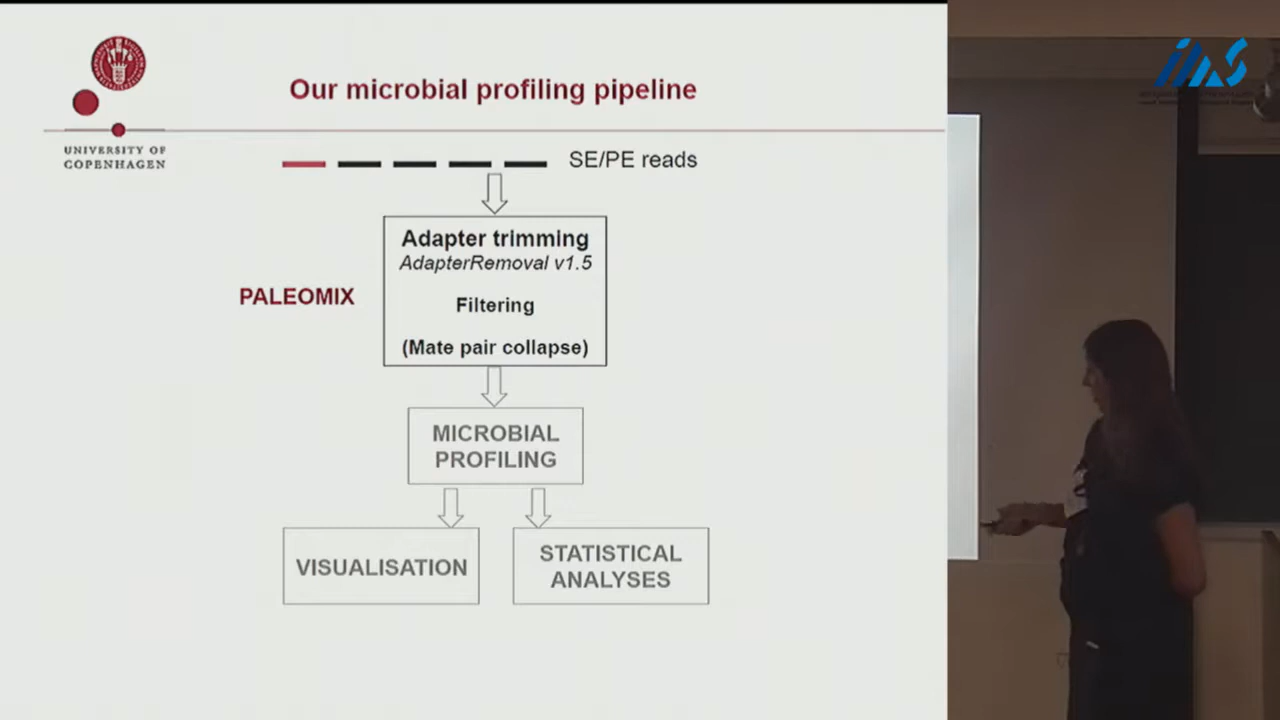 Our microbial profiling pipeline
UNIVERSITY OF
COPENHAGEN
SE/PE reads
Adapter trimming
AdapterRemoval v1.5
PALEOMIX
Filtering
(Mate pair collapse)
MICROBIAL
PROFILING
VISUALISATION
STATISTICAL
ANALYSES